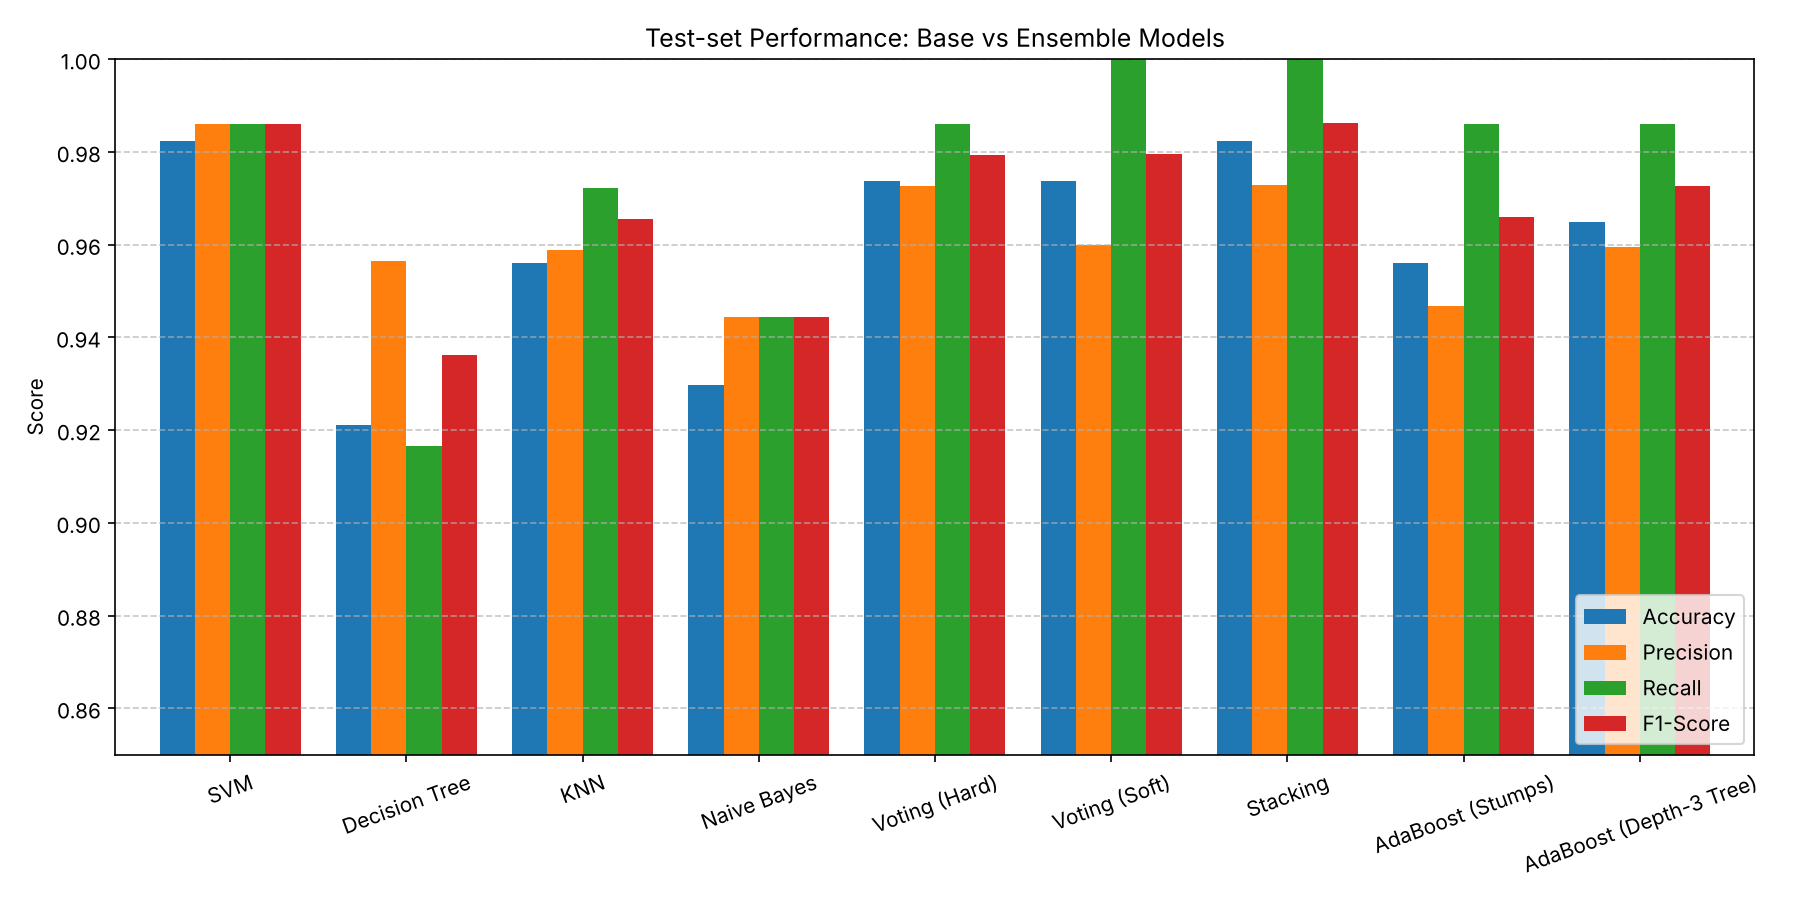 Test-set Performance: Base vs Ensemble Models
Score
1.00
0.98
0.96
0.94
0.92
0.90
0.88
0.86
Accuracy
Precision
Recall
F1-Score
SVM
Decision Tree
KNN
Naive Bayes
Voting (Hard)
Voting (Soft)
Stacking
AdaBoost (Stumps)
AdaBoost (Depth-3 Tree)